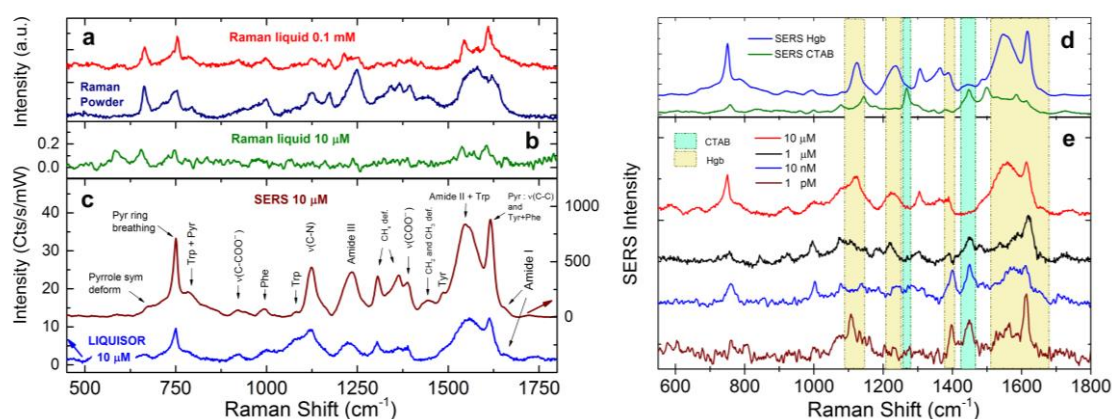 a
Raman liquid 0.1 mM
Raman
Powder
Intensity (a.u.)
b
Raman liquid 10 μM
0.2
0.0
c
SERS 10 μM
Intensity (Cts/s/mW)
40
30
20
10
0
1000
500
0
Pyrrole sym
deform
Pyr ring
breathing
Trp + Pyr
ν(C-COO⁻)
Phe
Trp
ν(C-N)
Amide III
CH₃ def.
ν(COO⁻)
CH₂ and CH₃ def.
Tyr
Amide II + Trp
Pyr : ν(C-C)
and
Tyr+Phe
Amide I
LIQUISOR
10 μM
500 750 1000 1250 1500 1750
Raman Shift (cm⁻¹)
d
SERS Hgb
SERS CTAB
e
CTAB
Hgb
10 μM
1 μM
10 nM
1 pM
SERS Intensity
600 800 1000 1200 1400 1600 1800
Raman Shift (cm⁻¹)